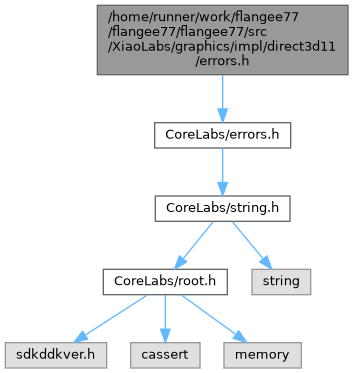 /home/runner/work/flangee77
/flangee77/flangee77/src
/XiaoLabs/graphics/impl/direct3d11
/errors.h
CoreLabs/errors.h
CoreLabs/string.h
CoreLabs/root.h
string
sdkddkver.h
cassert
memory